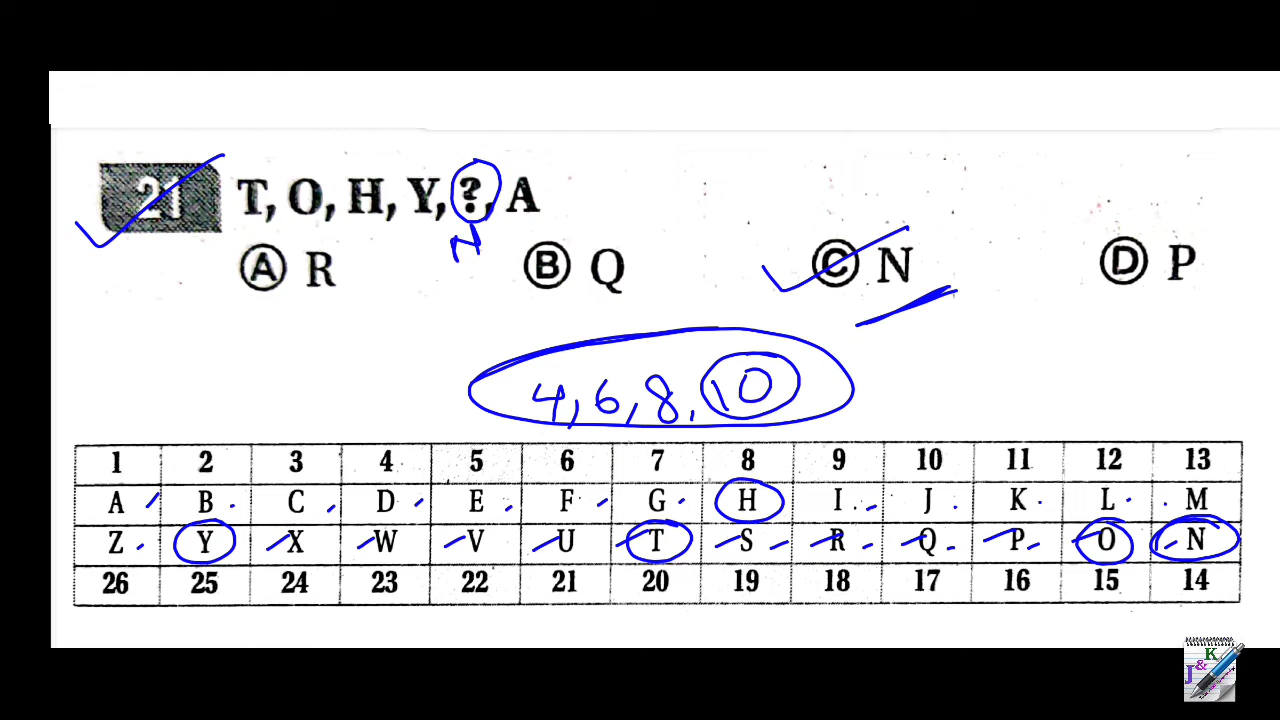 21 T, O, H, Y, ?, A
N
A R B Q C N D P
4, 6, 8, 10
1 2 3 4 5 6 7 8 9 10 11 12 13
A B C D E F G H I J K L M
Z Y X W V U T S R Q P O N
26 25 24 23 22 21 20 19 18 17 16 15 14
J & K